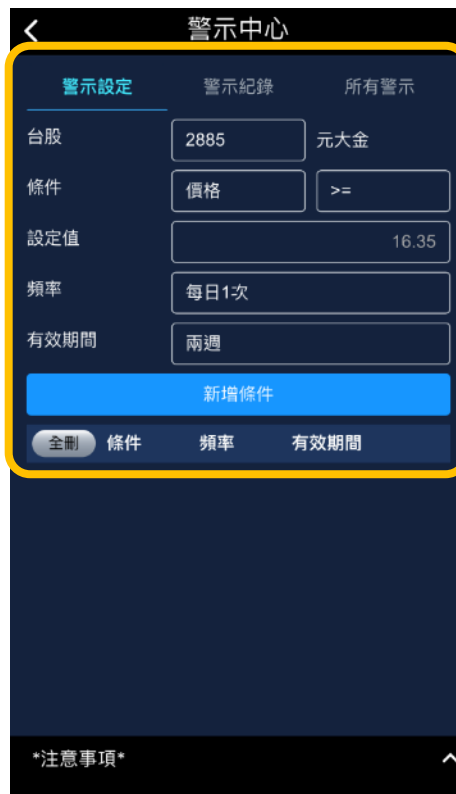 警示中心
警示設定 警示紀錄 所有警示
台股 2885 元大金
條件 價格 >=
設定值 16.35
頻率 每日1次
有效期間 兩週
新增條件
全刪 條件 頻率 有效期間
*注意事項*